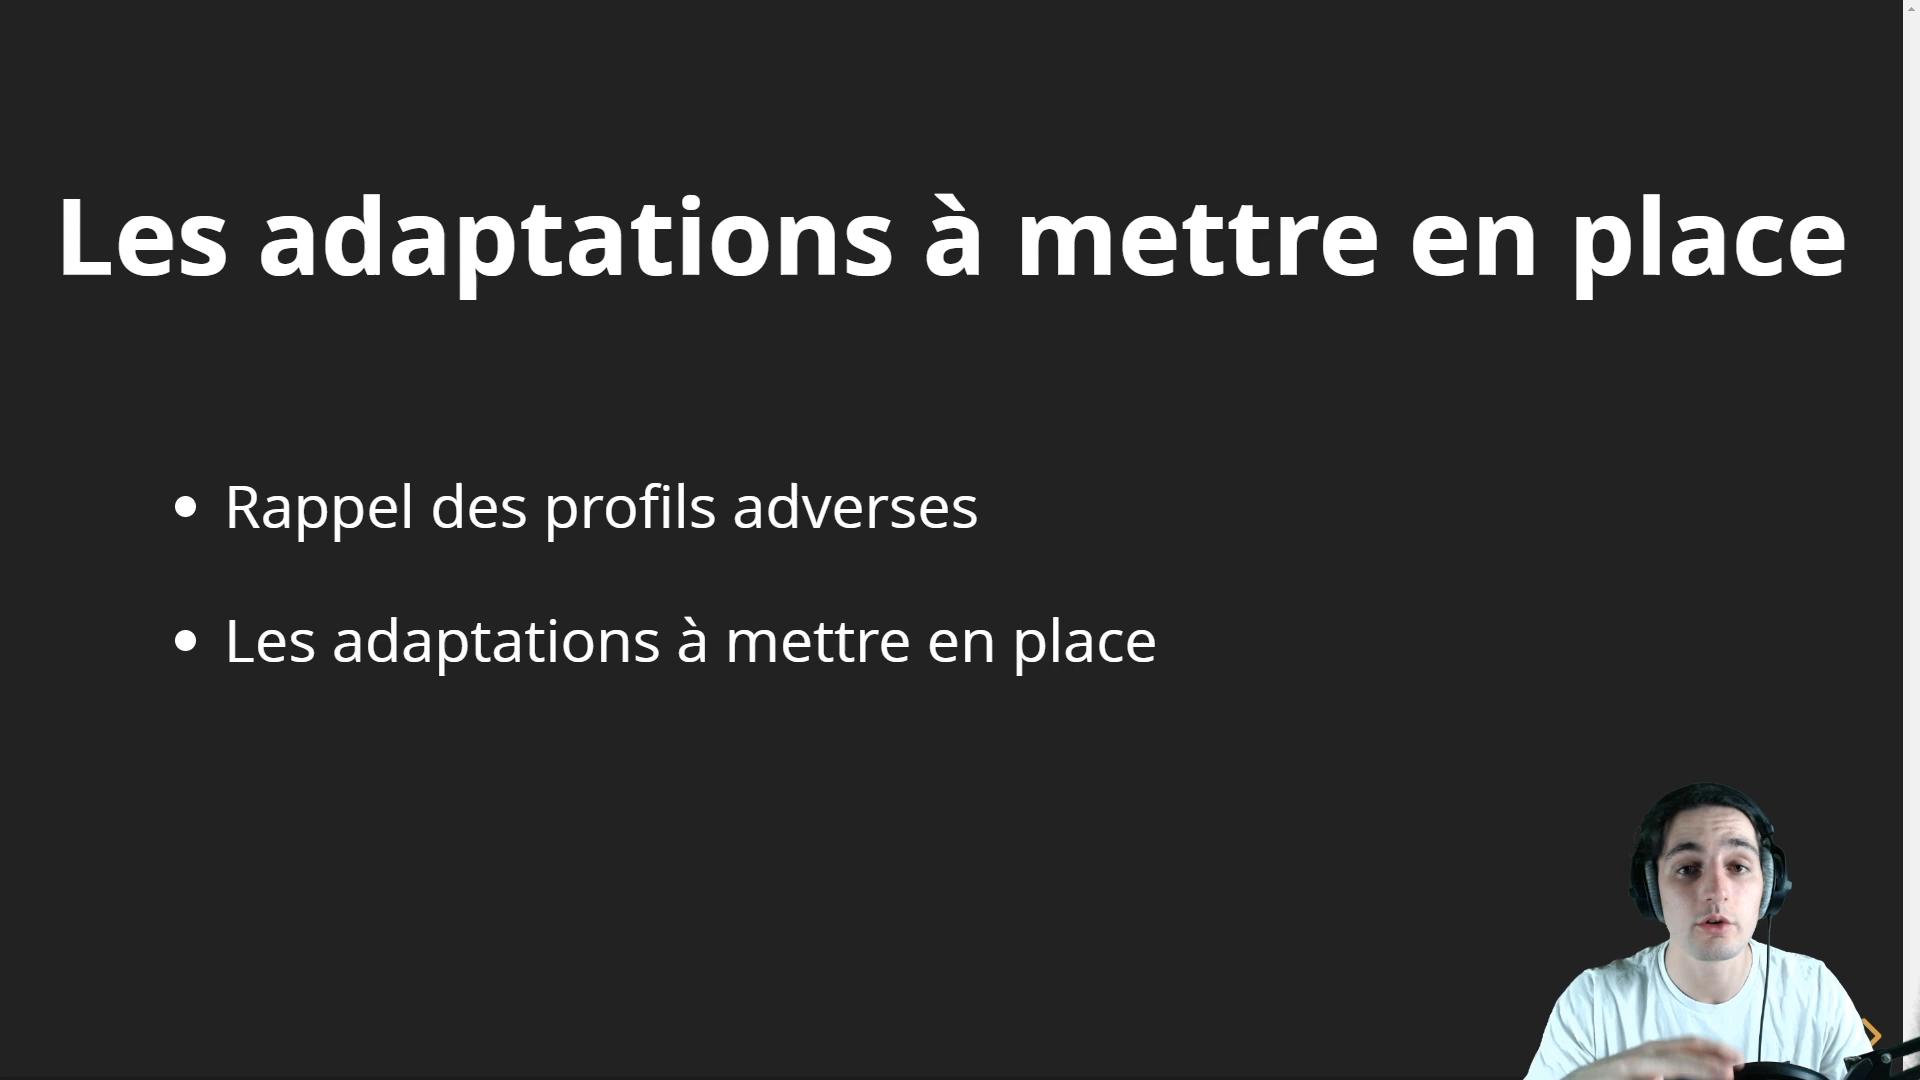 Les adaptations à mettre en place
Rappel des profils adverses
Les adaptations à mettre en place